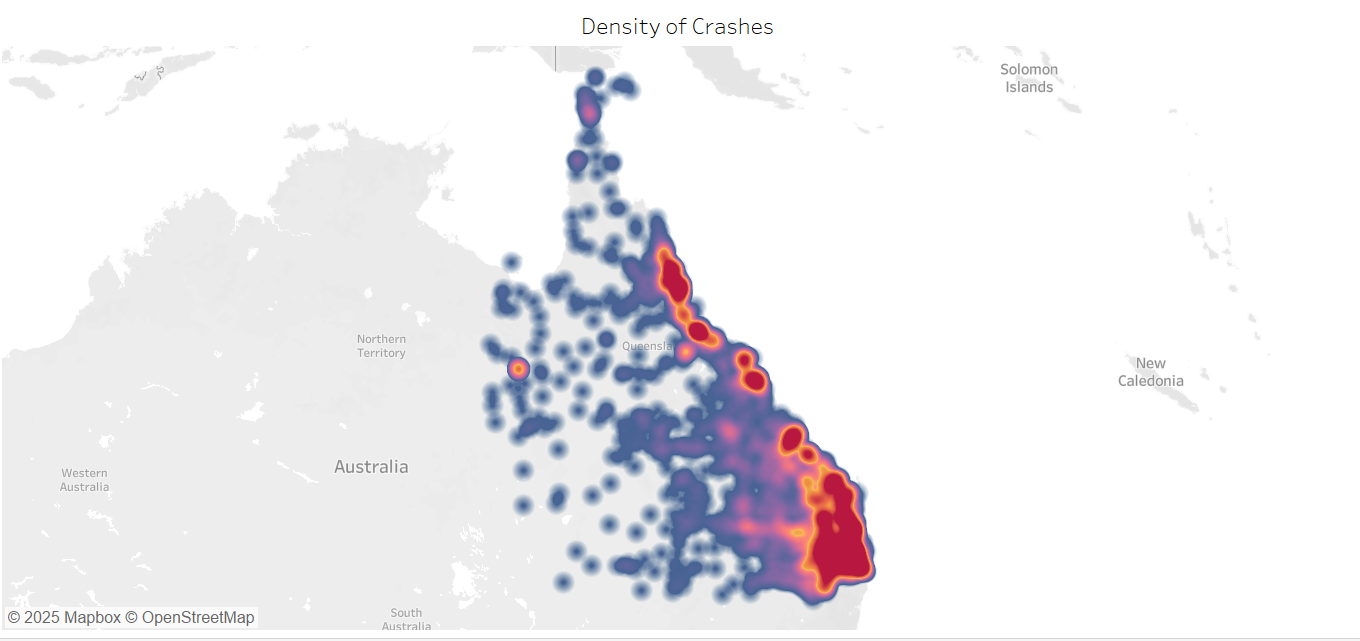 Density of Crashes
Solomon
Islands
Northern
Territory
Queensla
New
Caledonia
Australia
Western
Australia
South
Australia
© 2025 Mapbox © OpenStreetMap